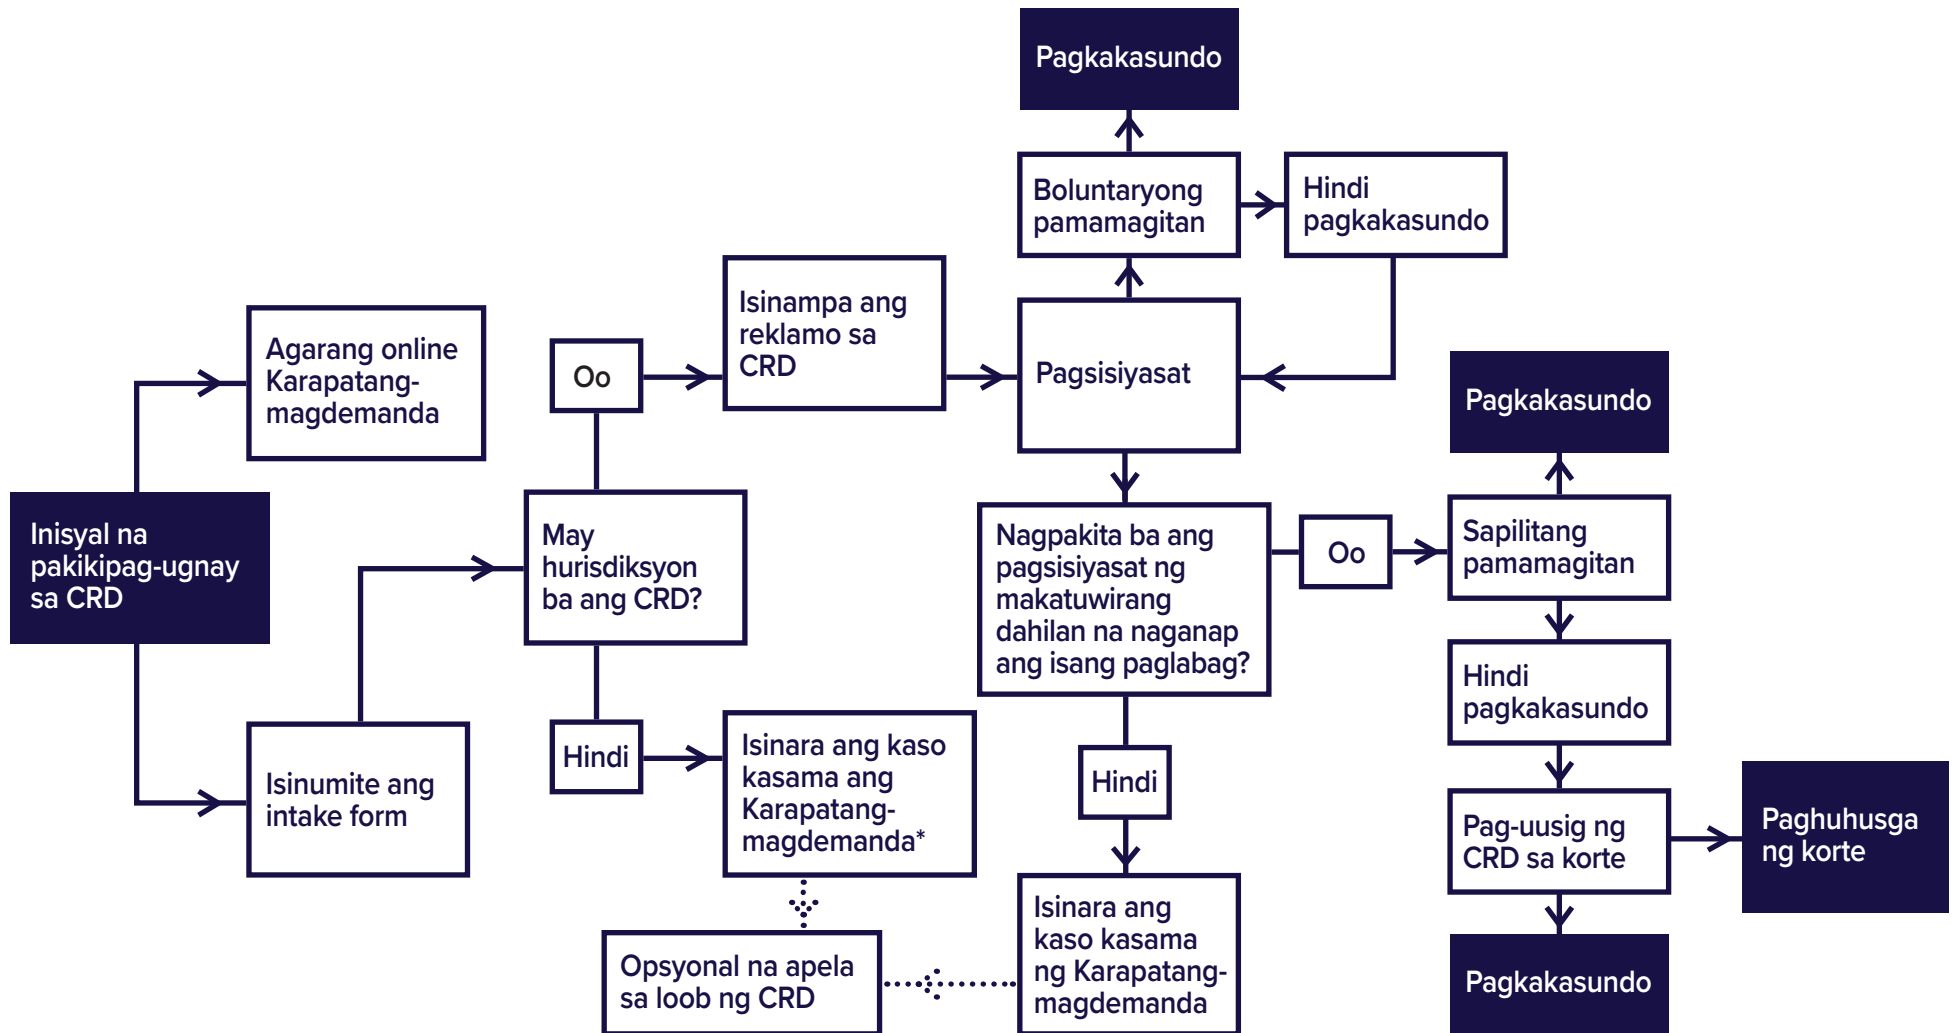 Inisyal na
pakikipag-ugnay
sa CRD
Agarang online
Karapatang-
magdemanda
Isinumite ang
intake form
May
hurisdiksyon
ba ang CRD?
Oo
Isinampa ang
reklamo sa
CRD
Hindi
Isinara ang kaso
kasama ang
Karapatang-
magdemanda*
Opsyonal na apela
sa loob ng CRD
Pagsisiyasat
Boluntaryong
pamamagitan
Pagkakasundo
Hindi
pagkakasundo
Nagpakita ba ang
pagsisiyasat ng
makatuwirang
dahilan na naganap
ang isang paglabag?
Hindi
Isinara ang
kaso kasama
ng Karapatang-
magdemanda
Oo
Sapilitang
pamamagitan
Pagkakasundo
Hindi
pagkakasundo
Pag-uusig ng
CRD sa korte
Paghuhusga
ng korte
Pagkakasundo